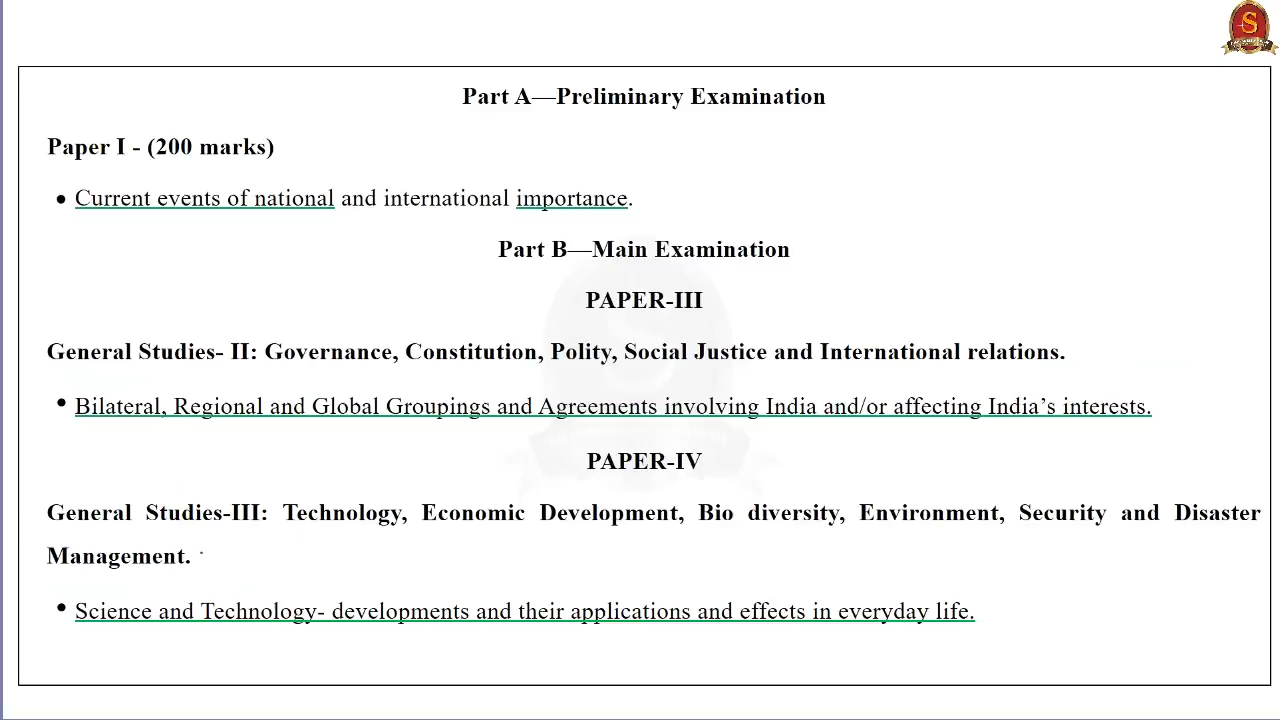 S
Part A—Preliminary Examination
Paper I - (200 marks)
• Current events of national and international importance.
Part B—Main Examination
PAPER-III
General Studies- II: Governance, Constitution, Polity, Social Justice and International relations.
• Bilateral, Regional and Global Groupings and Agreements involving India and/or affecting India’s interests.
PAPER-IV
General Studies-III: Technology, Economic Development, Bio diversity, Environment, Security and Disaster
Management.
• Science and Technology- developments and their applications and effects in everyday life.